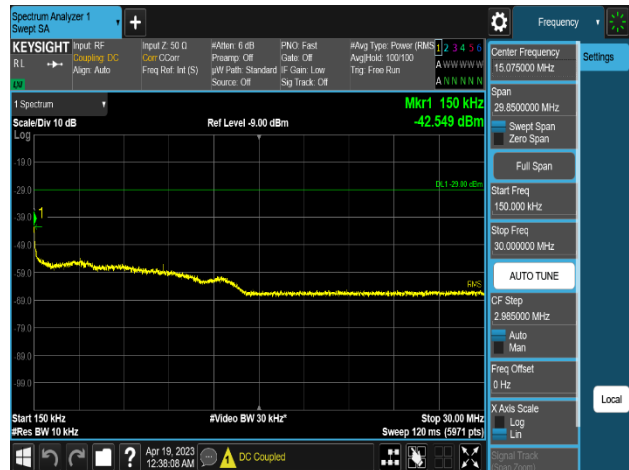 Spectrum Analyzer 1
Swept SA
Frequency
KEYSIGHT
RL
Input: RF
Coupling: DC
Align: Auto
Input Z: 50 Ω
Corr CCorr
Freq Ref: Int (S)
#Atten: 6 dB
Preamp: Off
µW Path: Standard
Source: Off
PNO: Fast
Gate: Off
IF Gain: Low
Sig Track: Off
#Avg Type: Power (RMS
Avg|Hold: 100/100
Trig: Free Run
1 2 3 4 5 6
A W W W W W
A N N N N N
1 Spectrum
Scale/Div 10 dB
Log
Ref Level -9.00 dBm
Mkr1 150 kHz
-42.549 dBm
-19.0
-29.0
-39.0
-49.0
-59.0
-69.0
-79.0
-89.0
-99.0
1
DL1 -29.00 dBm
RMS
Start 150 kHz
#Res BW 10 kHz
#Video BW 30 kHz*
Stop 30.00 MHz
Sweep 120 ms (5971 pts)
Center Frequency
15.075000 MHz
Span
29.8500000 MHz
Swept Span
Zero Span
Full Span
Start Freq
150.000 kHz
Stop Freq
30.000000 MHz
AUTO TUNE
CF Step
2.985000 MHz
Auto
Man
Freq Offset
0 Hz
X Axis Scale
Log
Lin
Signal Track
(Span Zoom)
Settings
Local
?
Apr 19, 2023
12:38:08 AM
1
DC Coupled